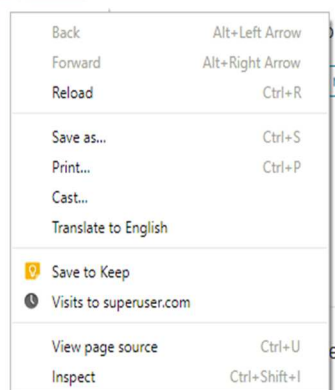 Back Alt+Left Arrow
Forward Alt+Right Arrow
Reload Ctrl+R
Save as... Ctrl+S
Print... Ctrl+P
Cast...
Translate to English
Save to Keep
Visits to superuser.com
View page source Ctrl+U
Inspect Ctrl+Shift+I